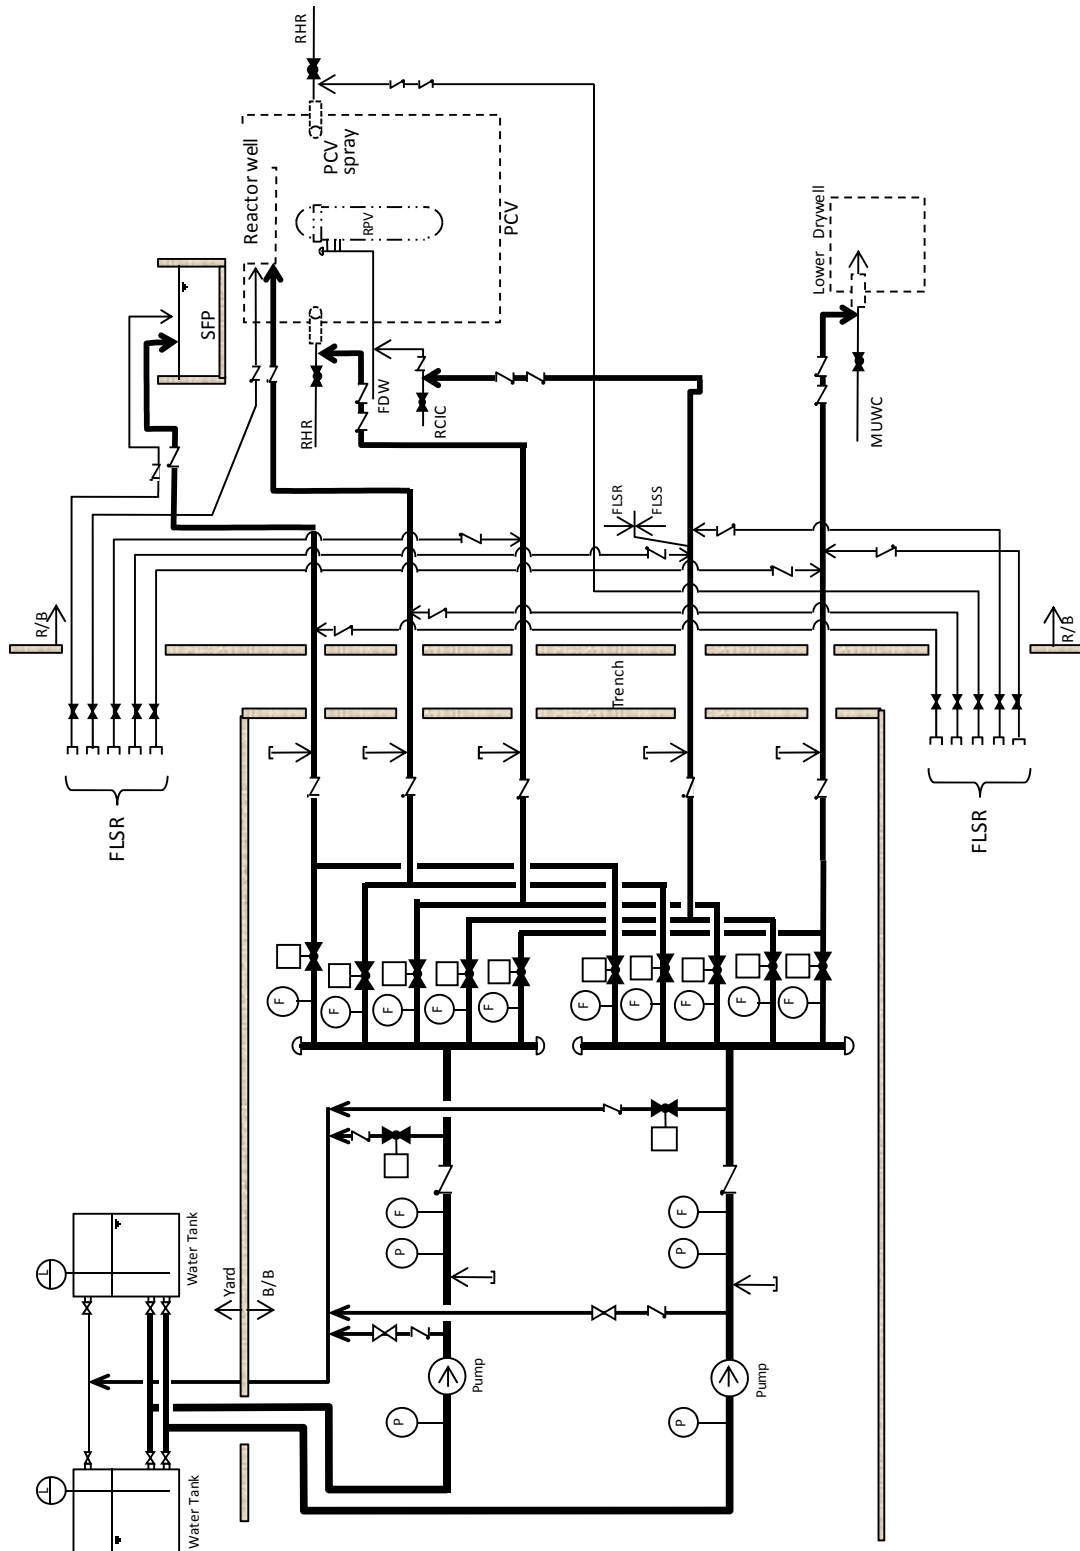 RHR
Reactor well
PCV
spray
RPV
PCV
SFP
Lower Drywell
RHR
FDW
RCIC
MUWC
FLSR
FLSS
R/B
R/B
Trench
FLSR
FLSR
F
F
F
F
F
F
F
F
F
F
F
F
P
P
L
Water Tank
Yard
B/B
Pump
Pump
P
P
L
Water Tank